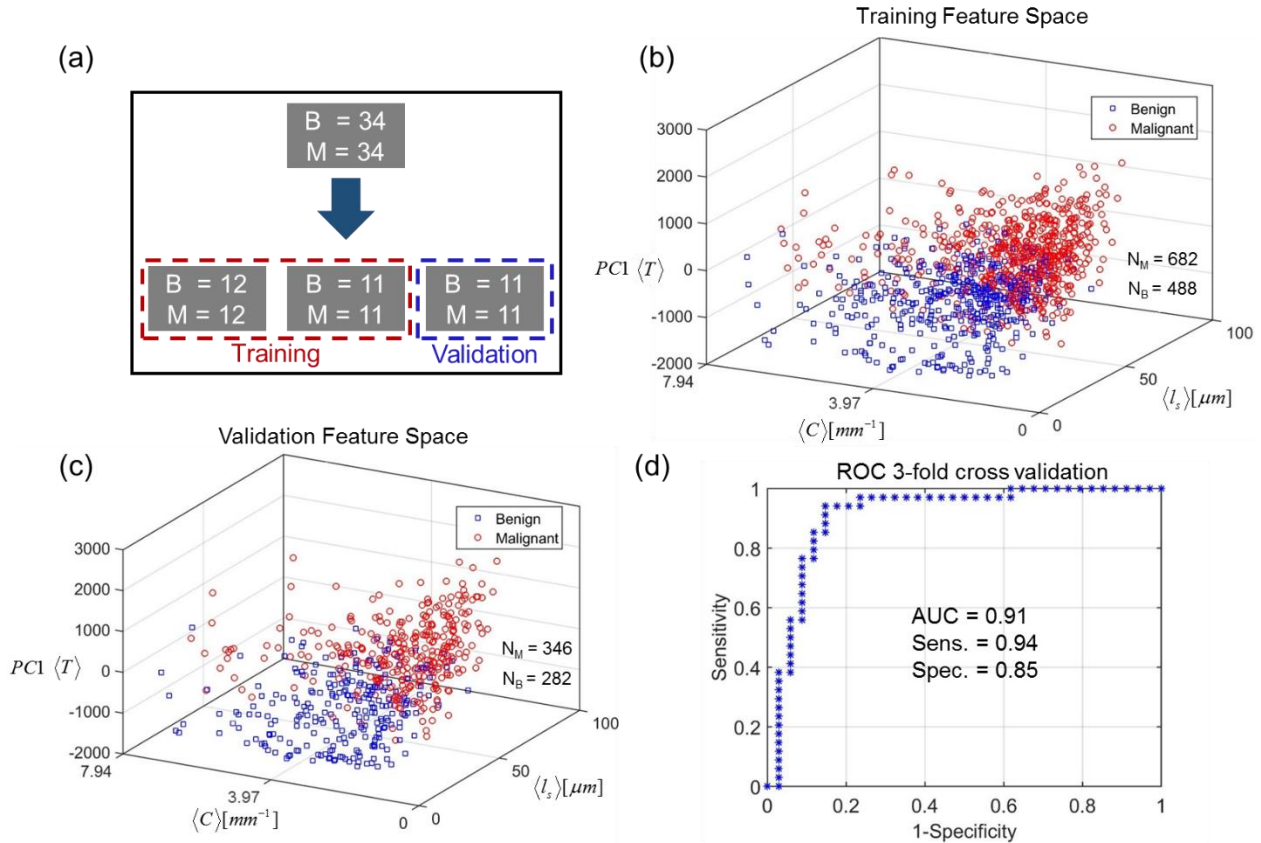 (a)
B = 34
M = 34
B = 12
M = 12
B = 11
M = 11
B = 11
M = 11
Training
Validation
(b)
Training Feature Space
Benign
Malignant
3000
2000
1000
0
-1000
-2000
PC1 ⟨T⟩
N_M = 682
N_B = 488
7.94
3.97
0
0
50
100
⟨C⟩[mm⁻¹]
⟨l_s⟩[μm]
(c)
Validation Feature Space
Benign
Malignant
3000
2000
1000
0
-1000
-2000
PC1 ⟨T⟩
N_M = 346
N_B = 282
7.94
3.97
0
0
50
100
⟨C⟩[mm⁻¹]
⟨l_s⟩[μm]
(d)
ROC 3-fold cross validation
1
0.8
0.6
0.4
0.2
0
Sensitivity
AUC = 0.91
Sens. = 0.94
Spec. = 0.85
0
0.2
0.4
0.6
0.8
1
1-Specificity